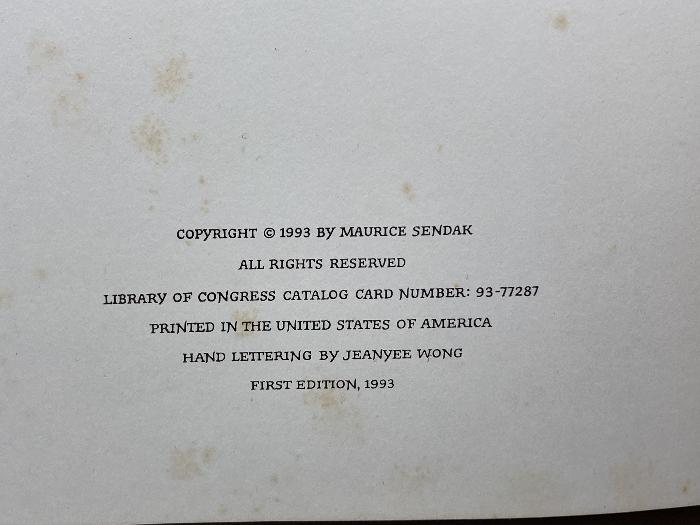 COPYRIGHT © 1993 BY MAURICE SENDAK
ALL RIGHTS RESERVED
LIBRARY OF CONGRESS CATALOG CARD NUMBER: 93-77287
PRINTED IN THE UNITED STATES OF AMERICA
HAND LETTERING BY JEANYEE WONG
FIRST EDITION, 1993